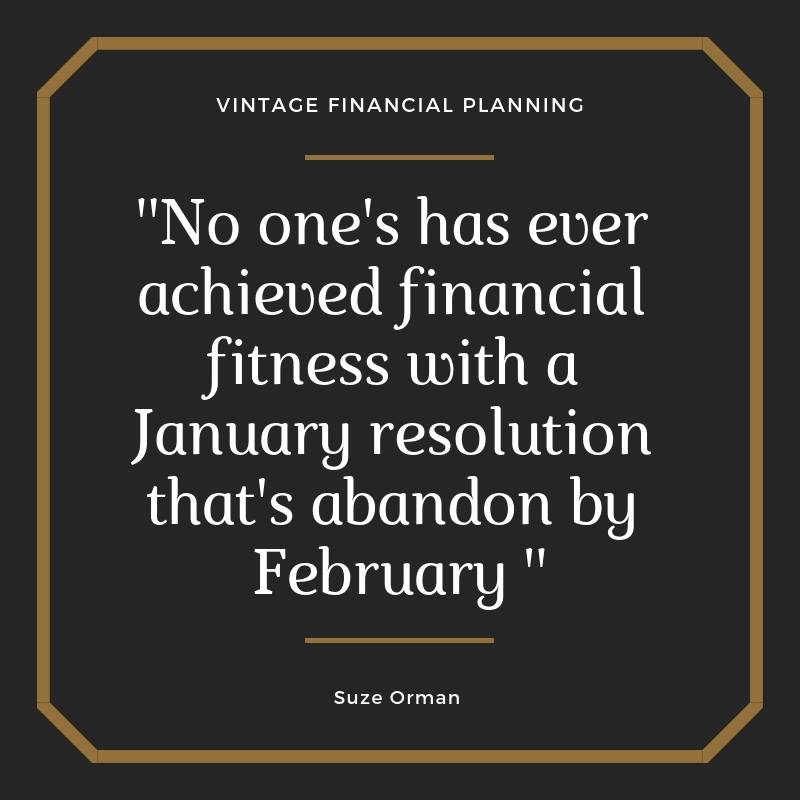 VINTAGE FINANCIAL PLANNING
"No one's has ever
achieved financial
fitness with a
January resolution
that's abandon by
February "
Suze Orman